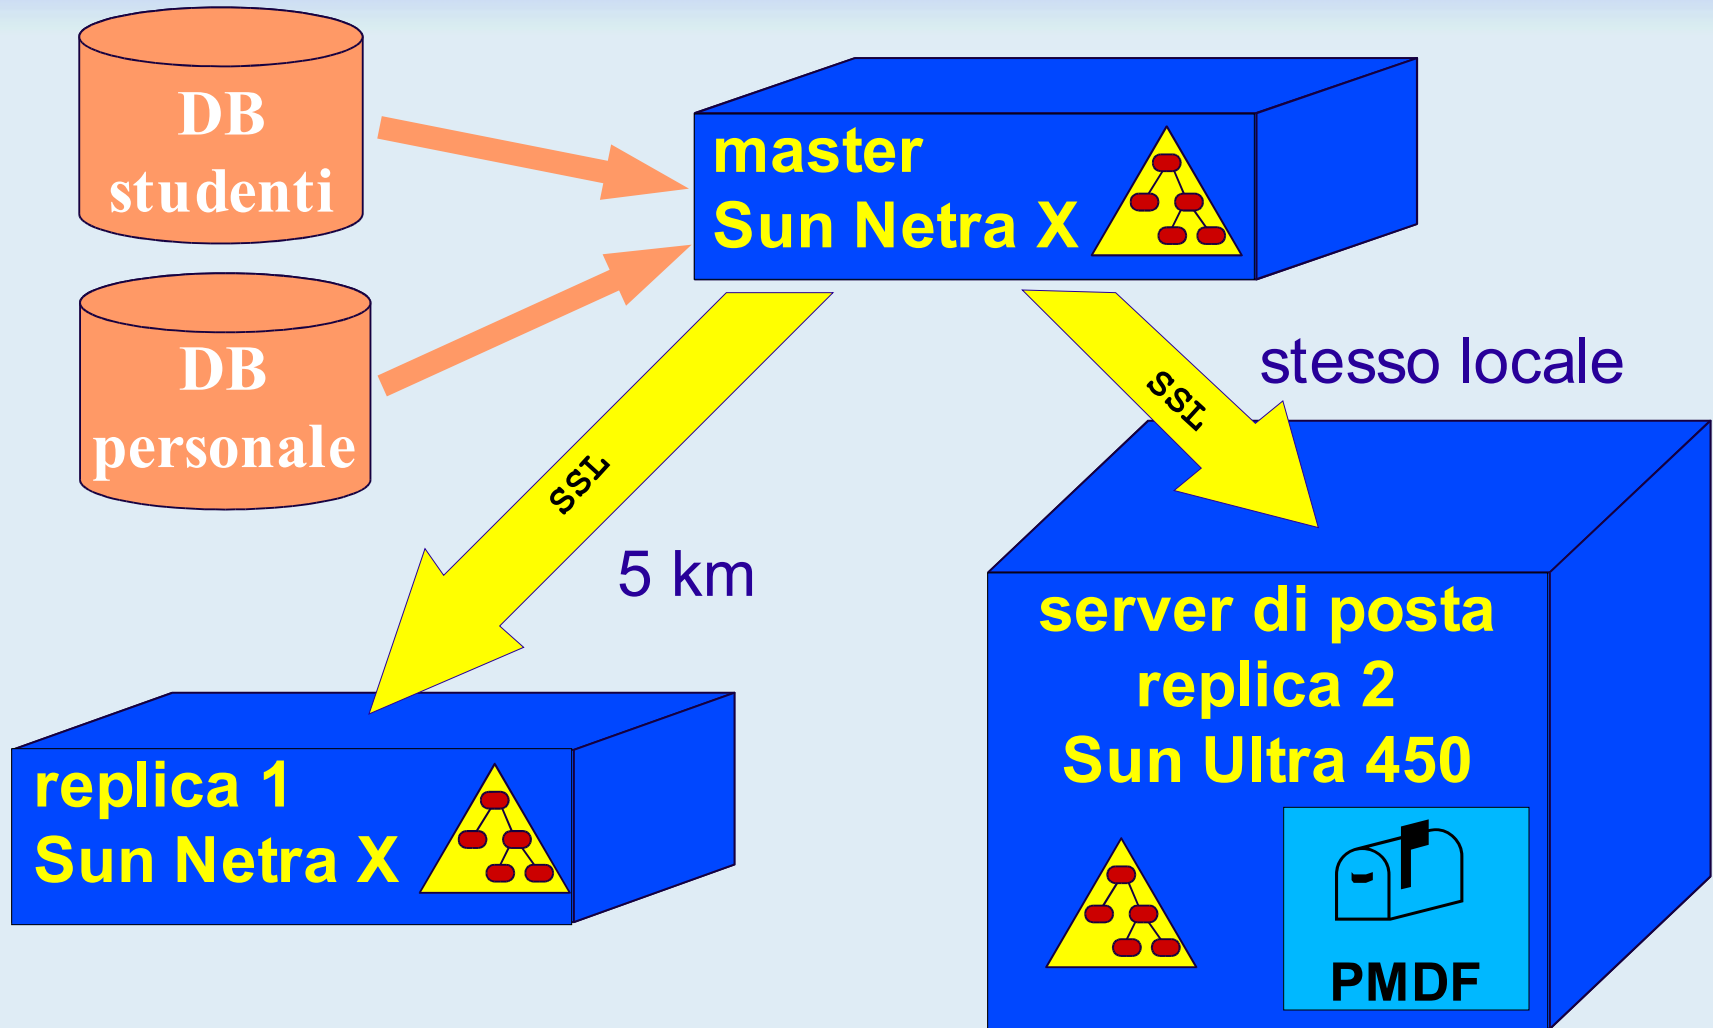 DB
studenti
master
Sun Netra X
DB
personale
SSL
SSL
stesso locale
5 km
server di posta
replica 2
Sun Ultra 450
replica 1
Sun Netra X
PMDF